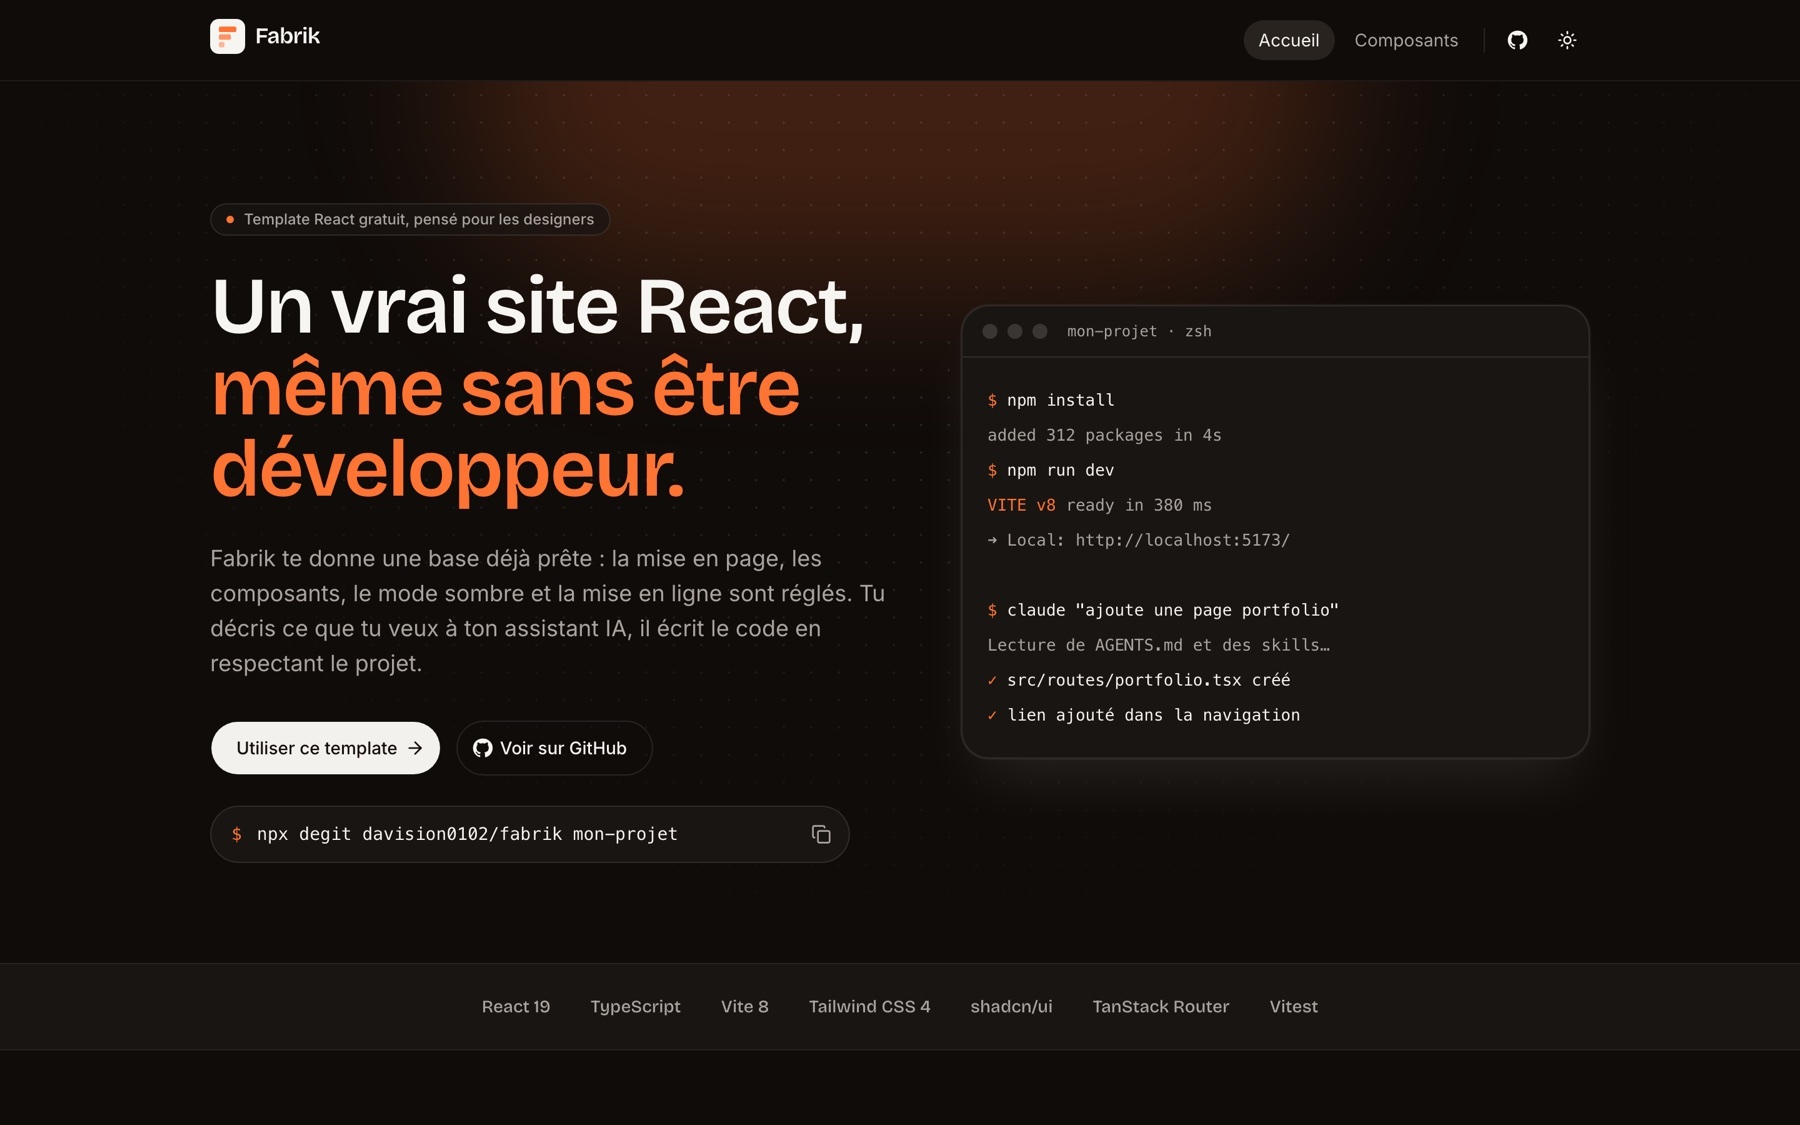 Fabrik
Accueil
Composants
Template React gratuit, pensé pour les designers
Un vrai site React,
même sans être
développeur.
Fabrik te donne une base déjà prête : la mise en page, les
composants, le mode sombre et la mise en ligne sont réglés. Tu
décris ce que tu veux à ton assistant IA, il écrit le code en
respectant le projet.
Utiliser ce template →
Voir sur GitHub
$ npx degit davision0102/fabrik mon-projet
mon-projet · zsh
$ npm install
added 312 packages in 4s
$ npm run dev
VITE v8 ready in 380 ms
➜ Local: http://localhost:5173/
$ claude "ajoute une page portfolio"
Lecture de AGENTS.md et des skills…
✓ src/routes/portfolio.tsx créé
✓ lien ajouté dans la navigation
React 19
TypeScript
Vite 8
Tailwind CSS 4
shadcn/ui
TanStack Router
Vitest